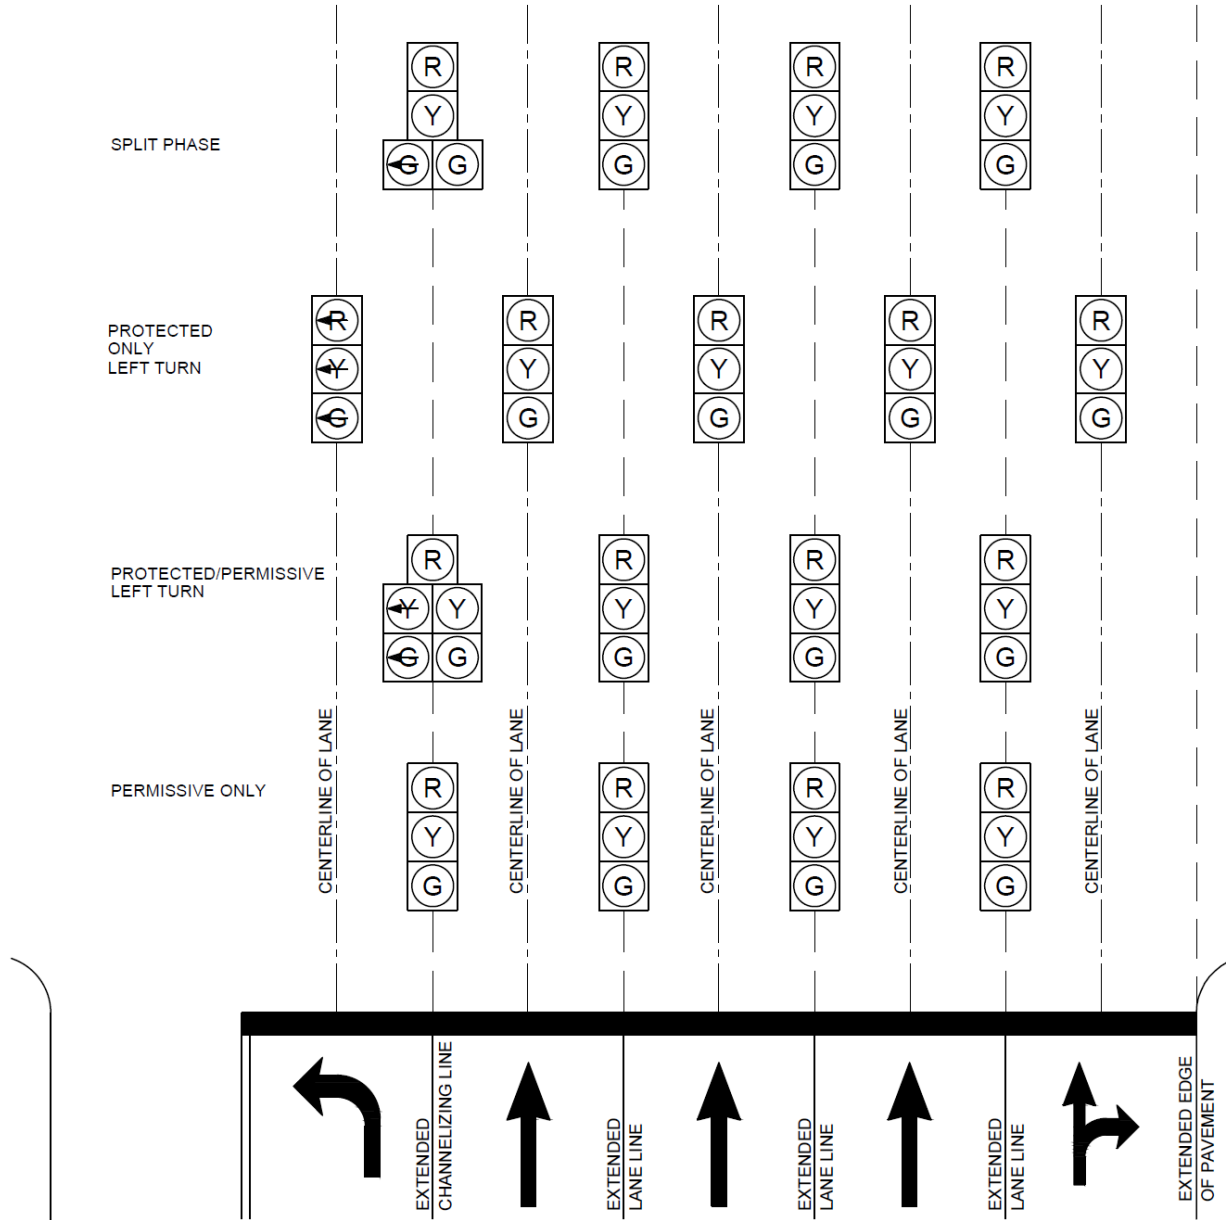 R R R R
Y Y Y Y
SPLIT PHASE
G G G G G
R R R R R
PROTECTED
ONLY
LEFT TURN
Y Y Y Y Y
G G G G G
R R R R
PROTECTED/PERMISSIVE
LEFT TURN
Y Y Y Y Y
G G G G G
CENTERLINE OF LANE
CENTERLINE OF LANE
CENTERLINE OF LANE
CENTERLINE OF LANE
CENTERLINE OF LANE
PERMISSIVE ONLY
R R R R
Y Y Y Y
G G G G
EXTENDED
CHANNELIZING LINE
EXTENDED
LANE LINE
EXTENDED
LANE LINE
EXTENDED
LANE LINE
EXTENDED EDGE
OF PAVEMENT